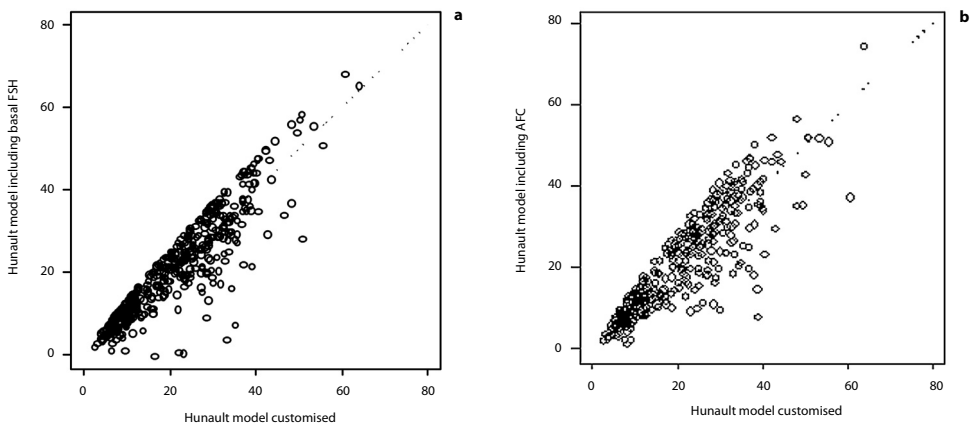 a
80
60
40
20
0
Hunault model including basal FSH
0 20 40 60 80
Hunault model customised
b
80
60
40
20
0
Hunault model including AFC
0 20 40 60 80
Hunault model customised